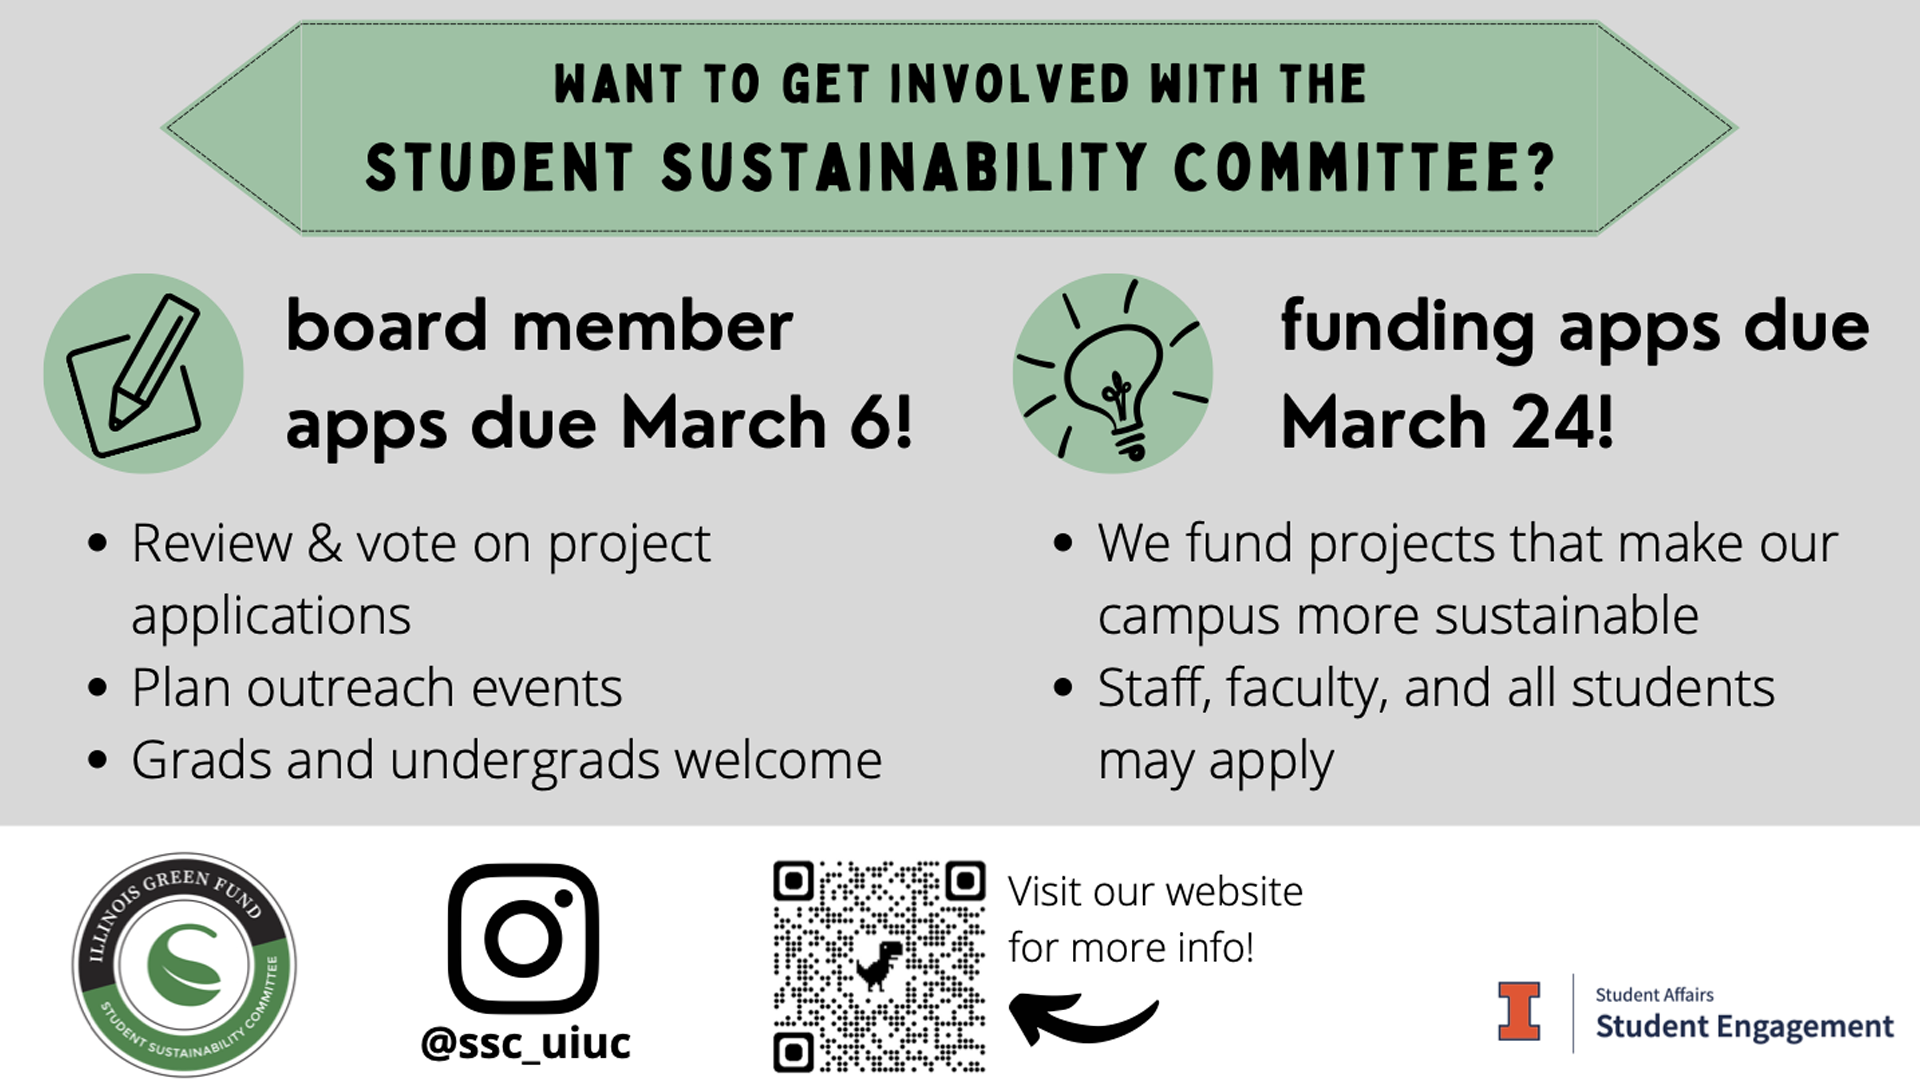 WANT TO GET INVOLVED WITH THE
STUDENT SUSTAINABILITY COMMITTEE?
board member
apps due March 6!
• Review & vote on project
applications
• Plan outreach events
• Grads and undergrads welcome
funding apps due
March 24!
• We fund projects that make our
campus more sustainable
• Staff, faculty, and all students
may apply
ILLINOIS GREEN FUND
STUDENT SUSTAINABILITY COMMITTEE
@ssc_uiuc
Visit our website
for more info!
I
Student Affairs
Student Engagement